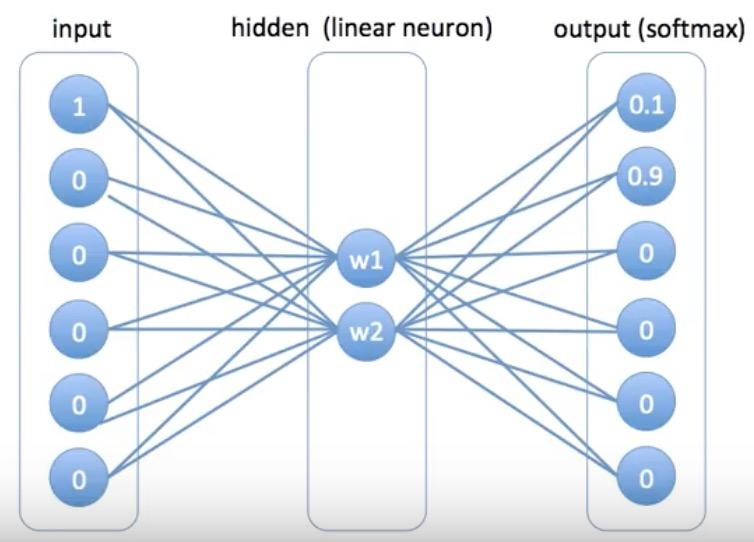 input hidden (linear neuron) output (softmax)
1 0.1
0 0.9
0 w1 0
0 w2 0
0 0
0 0